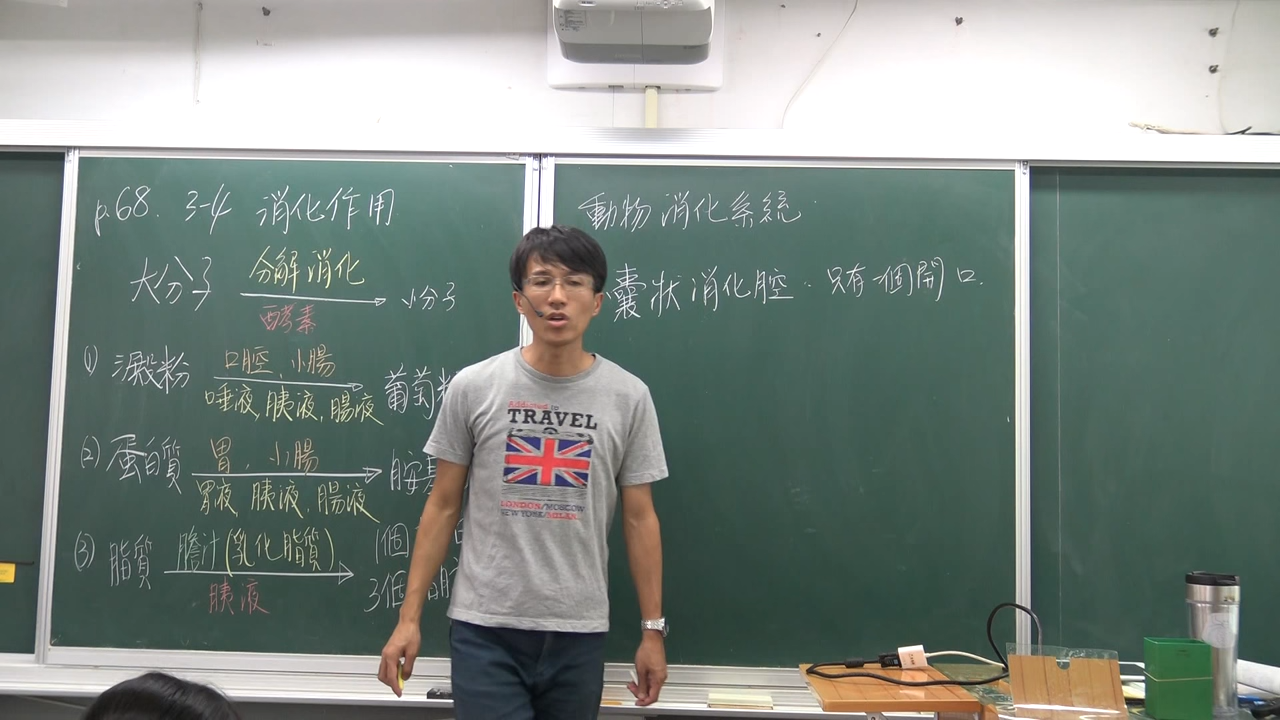 p.68. 3-4 消化作用
大分子 分解消化 小分子
酵素
(1) 澱粉 口腔、小腸 葡萄
唾液,胰液,腸液
(2) 蛋白質 胃、小腸 胺基
胃液,胰液,腸液
(3) 脂質 膽汁(乳化脂質) 1個
胰液 3個
動物消化系統
囊狀消化腔.只有一個開口.
Addicted to
TRAVEL
LONDON/MOSCOW
NEWYORK/MILAN